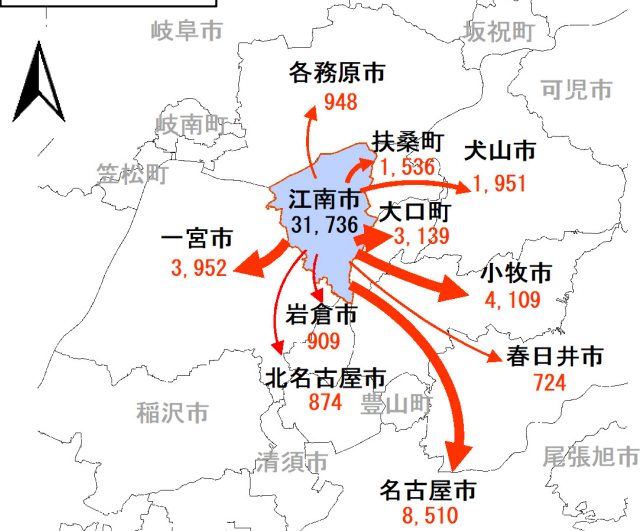 岐阜市
坂祝町
各務原市
948
可児市
岐南町
扶桑町
1,536
犬山市
1,951
笠松町
江南市
31,736
大口町
3,139
一宮市
3,952
小牧市
4,109
岩倉市
909
春日井市
724
北名古屋市
874
豊山町
稲沢市
清須市
尾張旭市
名古屋市
8,510